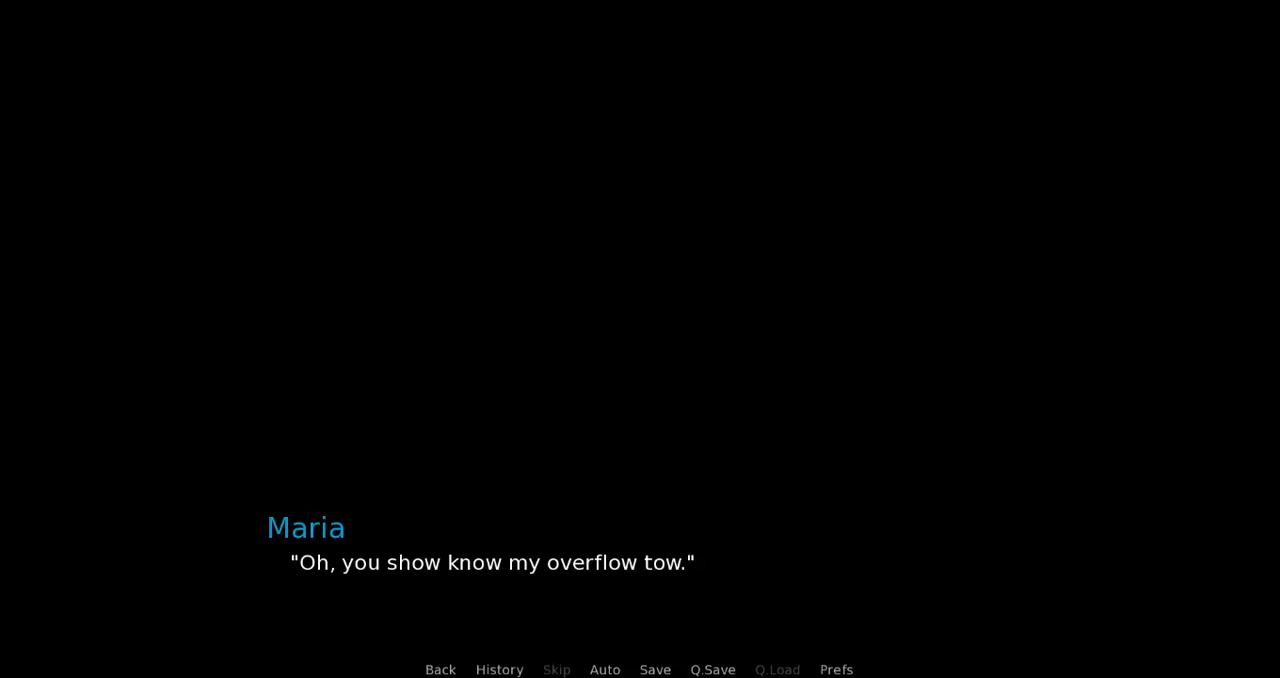 Maria
"Oh, you show know my overflow tow."
Back History Skip Auto Save Q.Save Q.Load Prefs